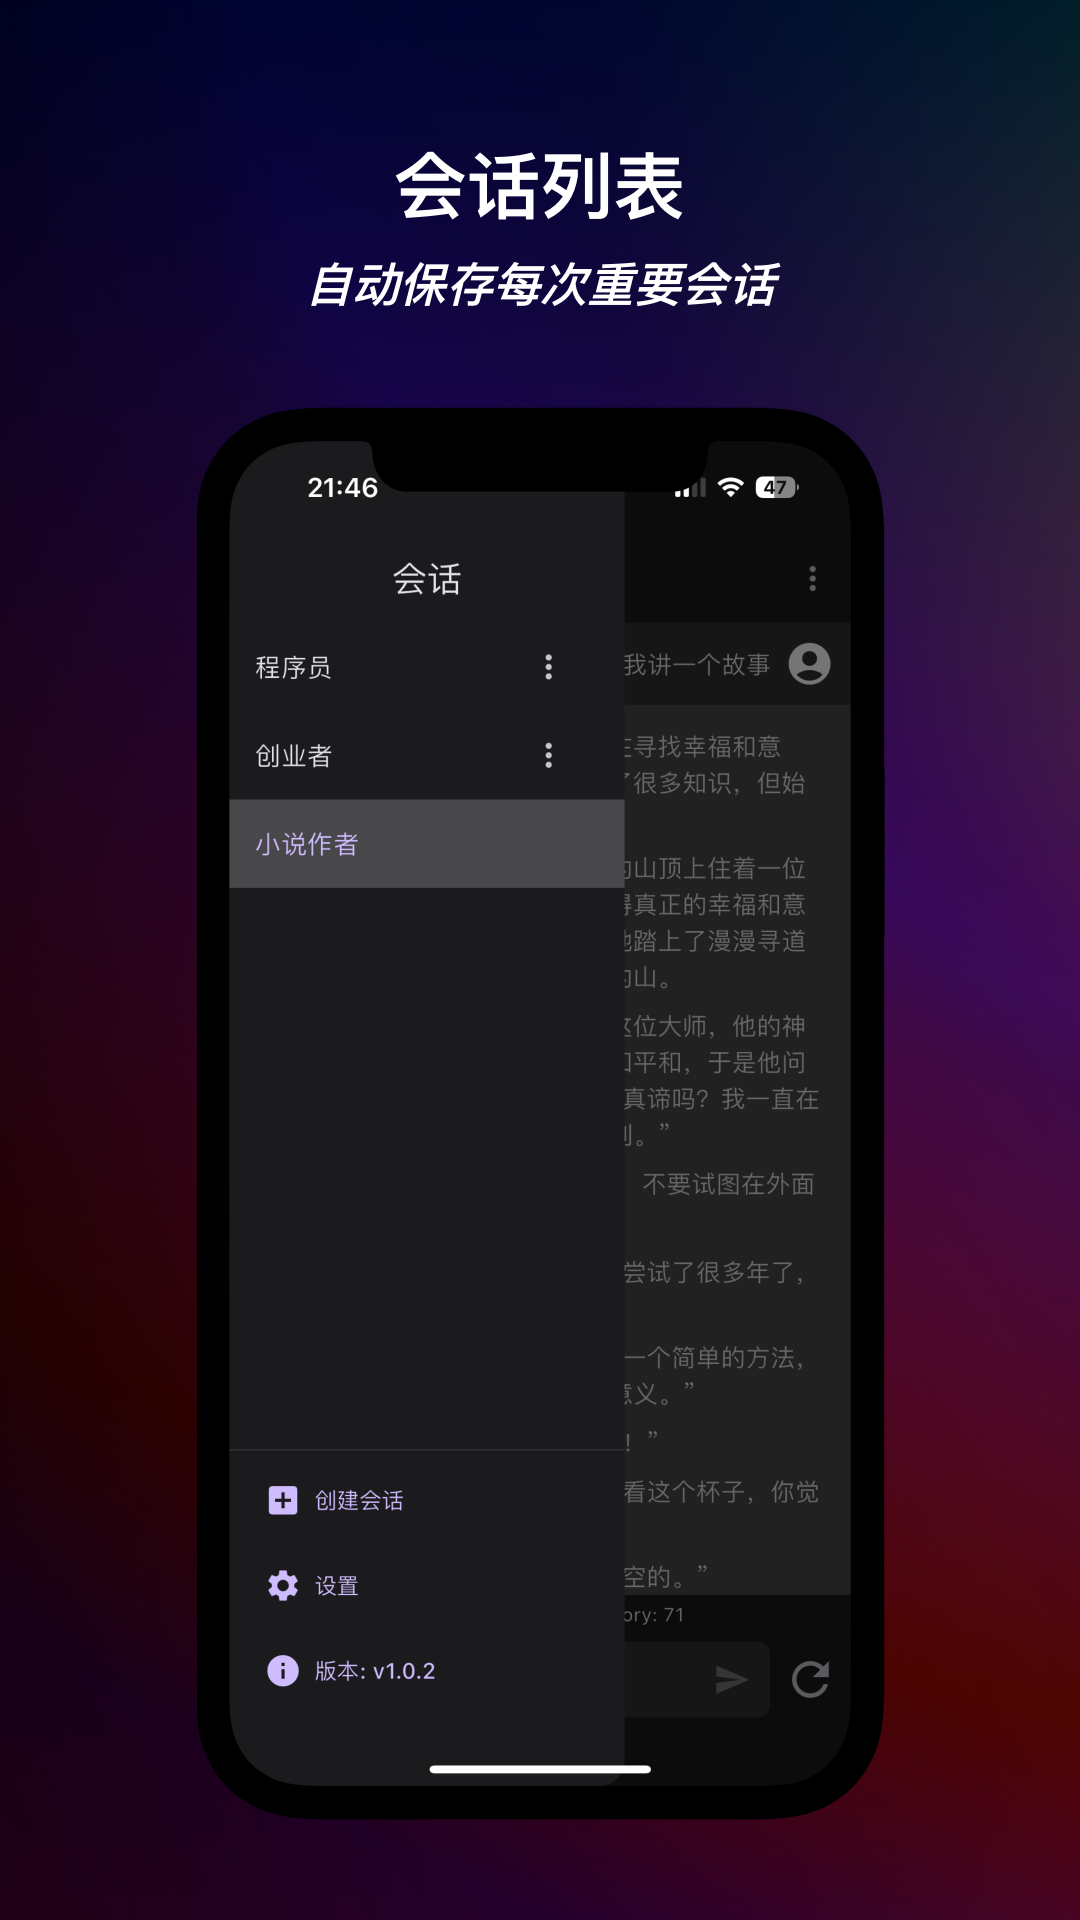 会话列表
自动保存每次重要会话
21:46
47
会话
程序员
创业者
小说作者
创建会话
设置
版本: v1.0.2
我讲一个故事
寻找幸福和意
很多知识，但始
山顶上住着一位
真正的幸福和意
踏上了漫漫寻道
山。
位大师，他的神
平和，于是他问
真谛吗？我一直在
。”
不要试图在外面
尝试了很多年了，
一个简单的方法，
意义。”
！”
看这个杯子，你觉
空的。”
ory: 71